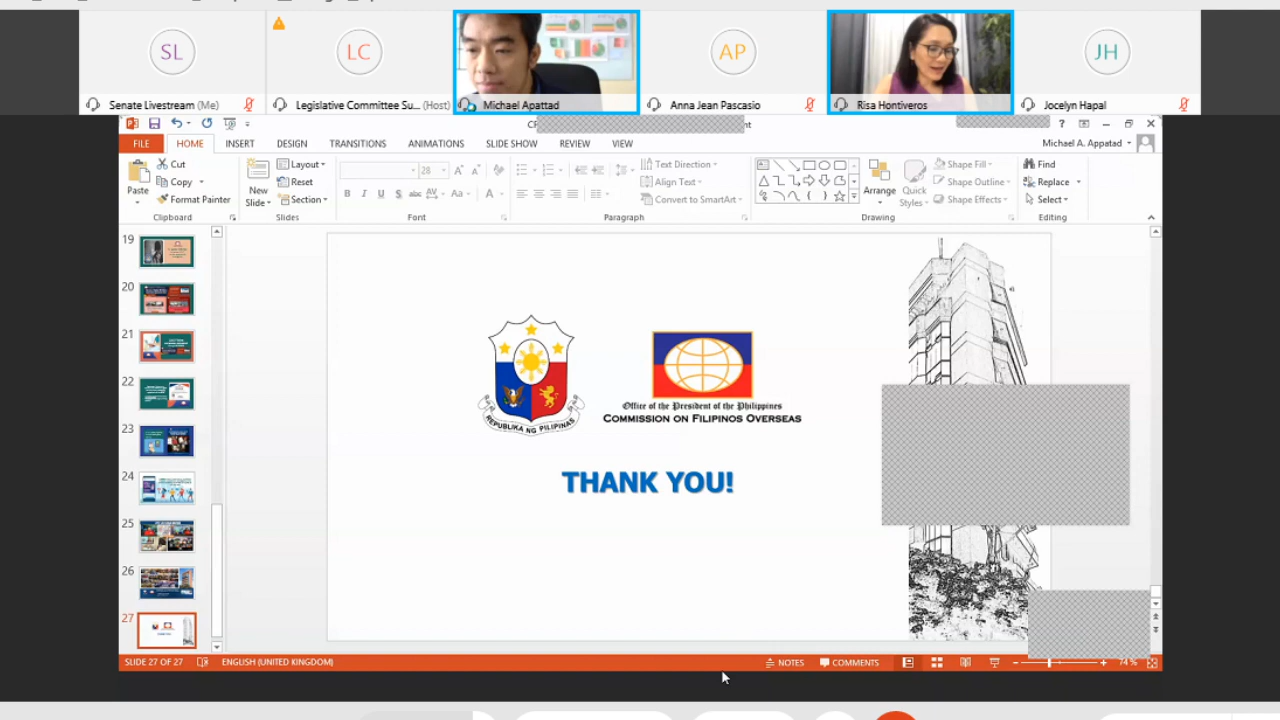 SL
LC
AP
JH
Senate Livestream (Me)
Legislative Committee Su... (Host)
Michael Apattad
Anna Jean Pascasio
Risa Hontiveros
Jocelyn Hapal
FILE HOME INSERT DESIGN TRANSITIONS ANIMATIONS SLIDE SHOW REVIEW VIEW
Michael A. Appatad
Paste
Cut
Copy
Format Painter
New
Slide
Layout
Reset
Section
28
Text Direction
Align Text
Convert to SmartArt
Arrange
Quick
Styles
Shape Fill
Shape Outline
Shape Effects
Find
Replace
Select
Clipboard Slides Font Paragraph Drawing Editing
19
20
21
22
23
24
25
26
27
REPUBLIKA NG PILIPINAS
Office of the President of the Philippines
COMMISSION ON FILIPINOS OVERSEAS
THANK YOU!
SLIDE 27 OF 27
ENGLISH (UNITED KINGDOM)
NOTES
COMMENTS
74%